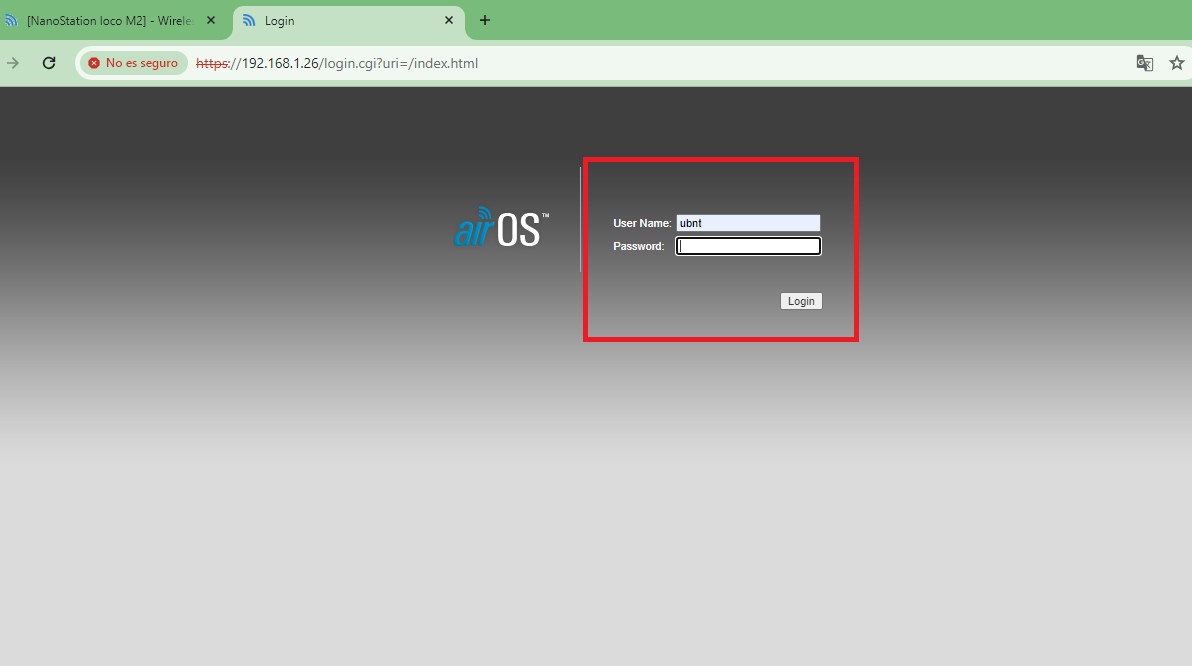 [NanoStation loco M2] - Wirele
Login
No es seguro
https://192.168.1.26/login.cgi?uri=/index.html
airOS™
User Name: ubnt
Password:
Login